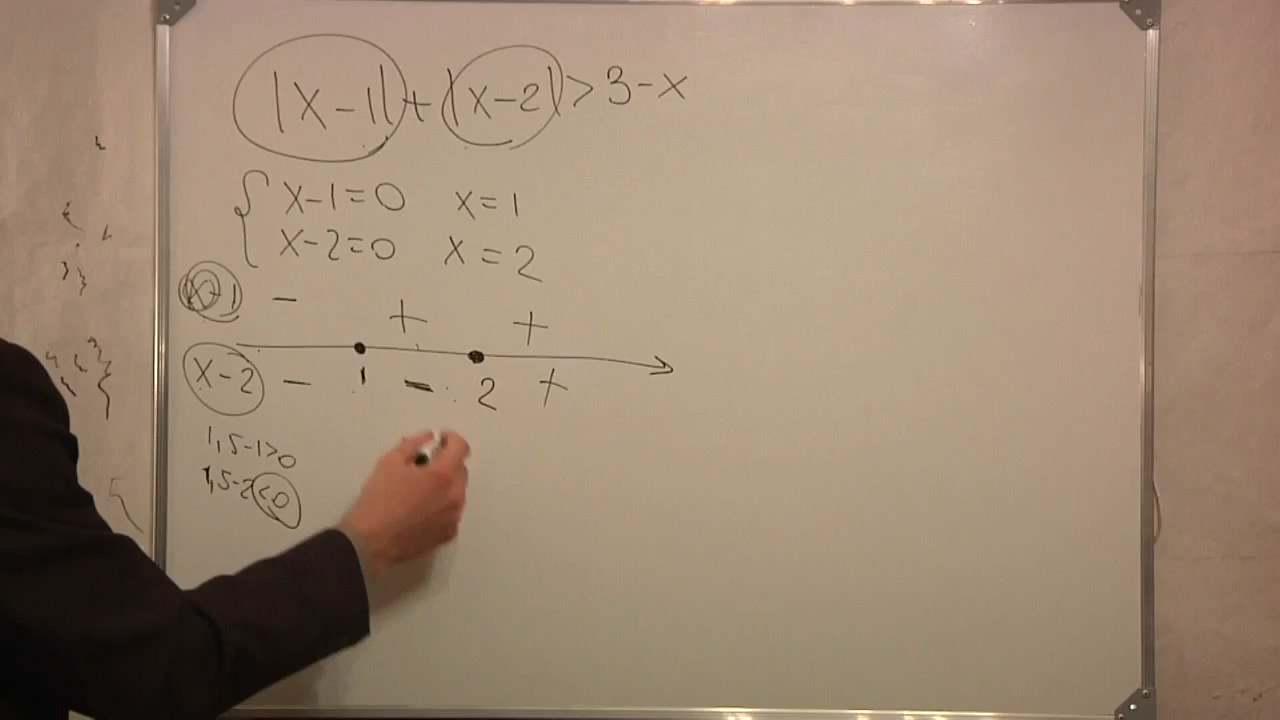 |x-1|+|x-2|>3-x
x-1=0 x=1
x-2=0 x=2
x-1 - + +
x-2 - 1 - 2 +
1,5-1>0
1,5-2<0